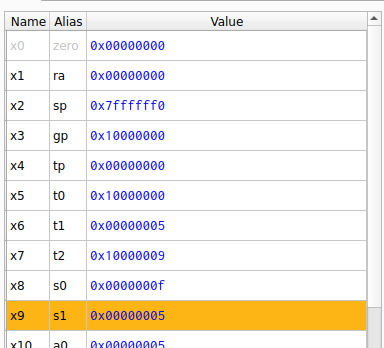 Name Alias Value
x0 zero 0x00000000
x1 ra 0x00000000
x2 sp 0x7ffffff0
x3 gp 0x10000000
x4 tp 0x00000000
x5 t0 0x10000000
x6 t1 0x00000005
x7 t2 0x10000009
x8 s0 0x0000000f
x9 s1 0x00000005
x10 a0 0x00000005